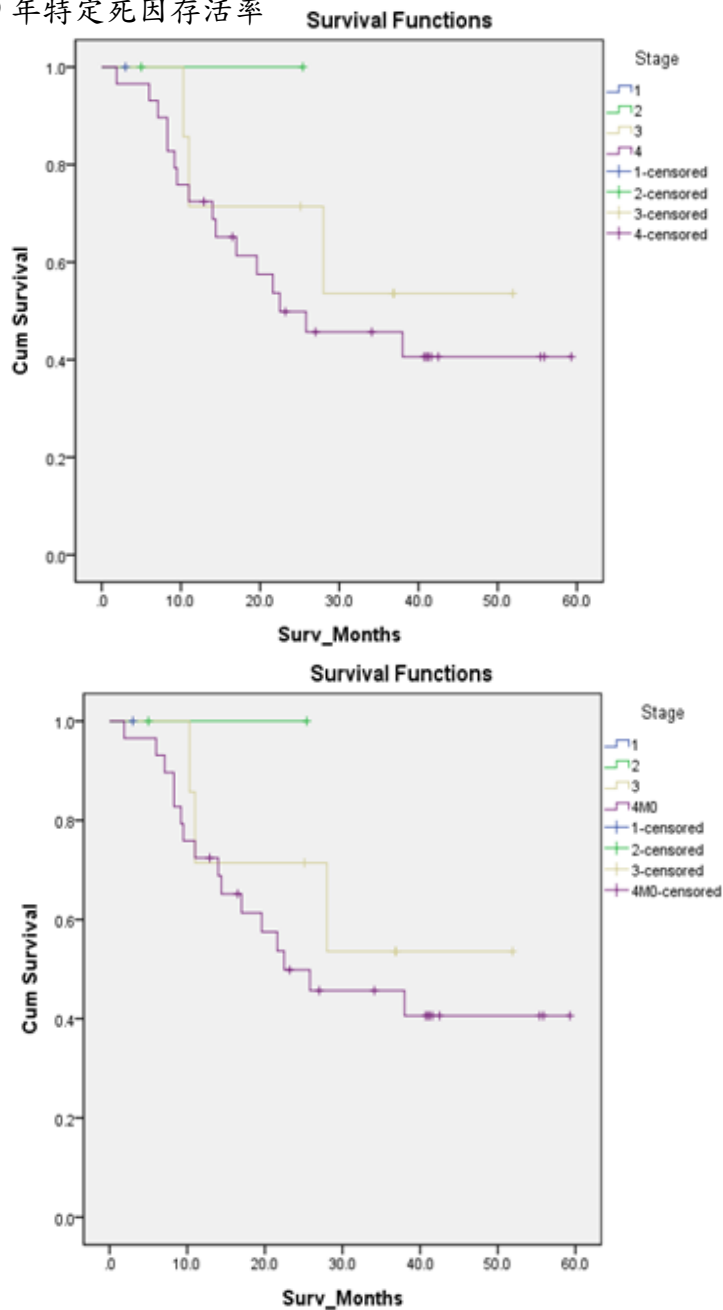 年特定死因存活率
Survival Functions
Stage
1
2
3
4
1-censored
2-censored
3-censored
4-censored
Cum Survival
1.0
0.8
0.6
0.4
0.2
0.0
.0 10.0 20.0 30.0 40.0 50.0 60.0
Surv_Months
Survival Functions
Stage
1
2
3
4M0
1-censored
2-censored
3-censored
4M0-censored
Cum Survival
1.0
0.8
0.6
0.4
0.2
0.0
.0 10.0 20.0 30.0 40.0 50.0 60.0
Surv_Months